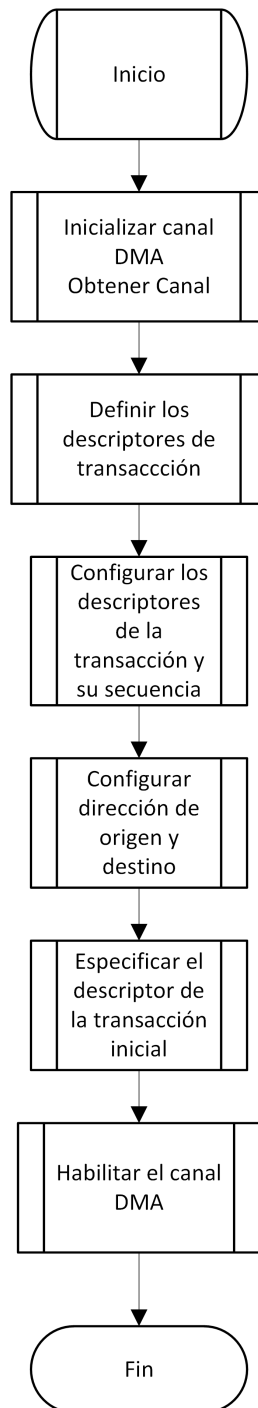 Inicio
Inicializar canal
DMA
Obtener Canal
Definir los
descriptores de
transaccción
Configurar los
descriptores
de la
transacción y
su secuencia
Configurar
dirección de
origen y
destino
Especificar el
descriptor de
la transacción
inicial
Habilitar el canal
DMA
Fin